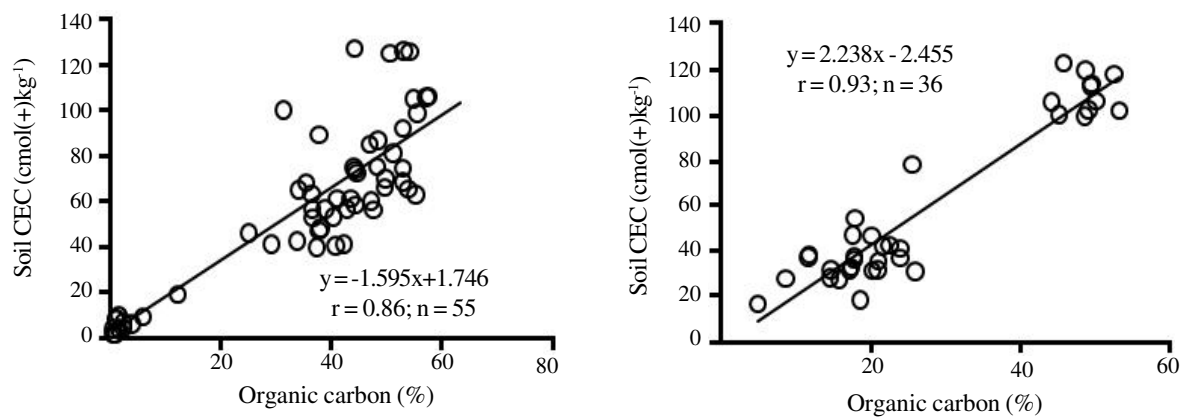 140
120
100
80
60
40
20
0
Soil CEC (cmol(+)kg⁻¹)
y=-1.595x+1.746
r = 0.86; n = 55
20
40
60
80
Organic carbon (%)
140
120
100
80
60
40
20
0
Soil CEC (cmol(+)kg⁻¹)
y=2.238x - 2.455
r = 0.93; n = 36
20
40
60
Organic carbon (%)